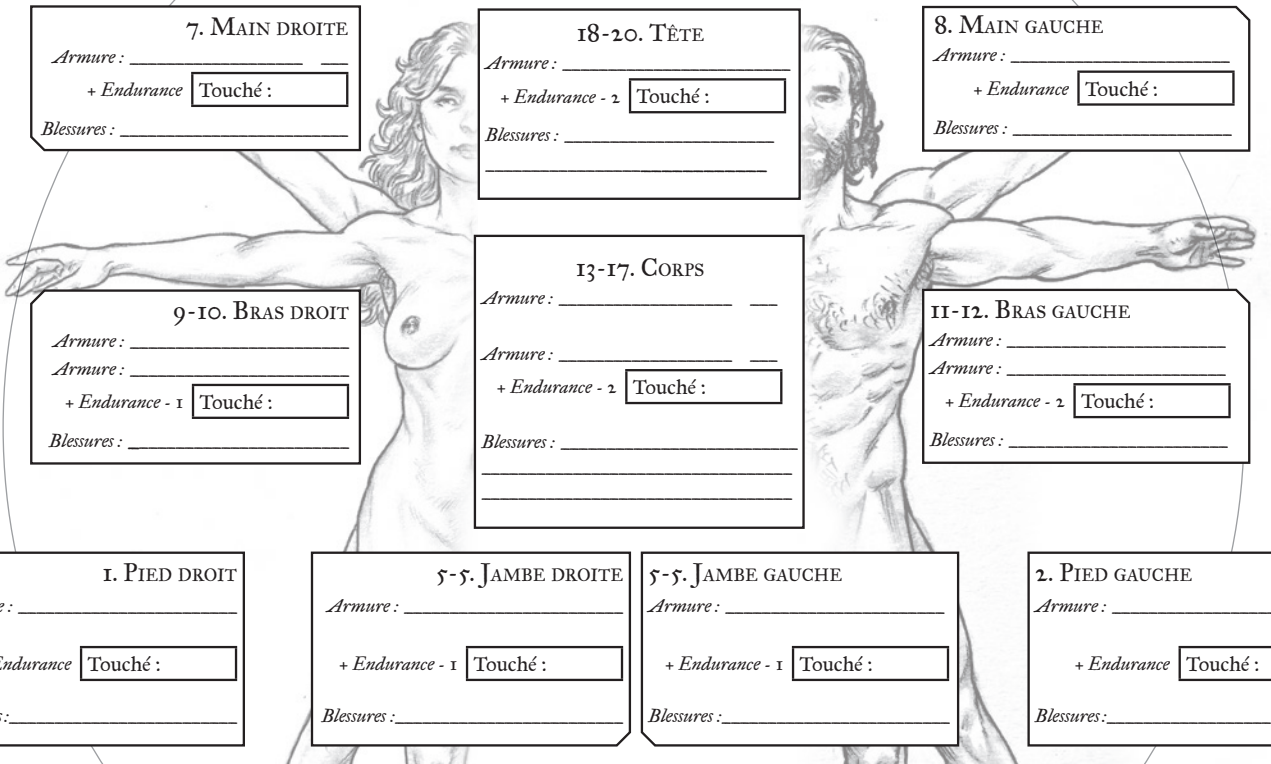 7. Main droite
Armure :
+ Endurance Touché :
Blessures :
18-20. Tête
Armure :
+ Endurance - 2 Touché :
Blessures :
8. Main gauche
Armure :
+ Endurance Touché :
Blessures :
9-10. Bras droit
Armure :
Armure :
+ Endurance - 1 Touché :
Blessures :
13-17. Corps
Armure :
Armure :
+ Endurance - 2 Touché :
Blessures :
11-12. Bras gauche
Armure :
Armure :
+ Endurance - 2 Touché :
Blessures :
1. Pied droit
e :
Endurance Touché :
s :
5-5. Jambe droite
Armure :
+ Endurance - 1 Touché :
Blessures :
5-5. Jambe gauche
Armure :
+ Endurance - 1 Touché :
Blessures :
2. Pied gauche
Armure :
+ Endurance Touché :
Blessures :